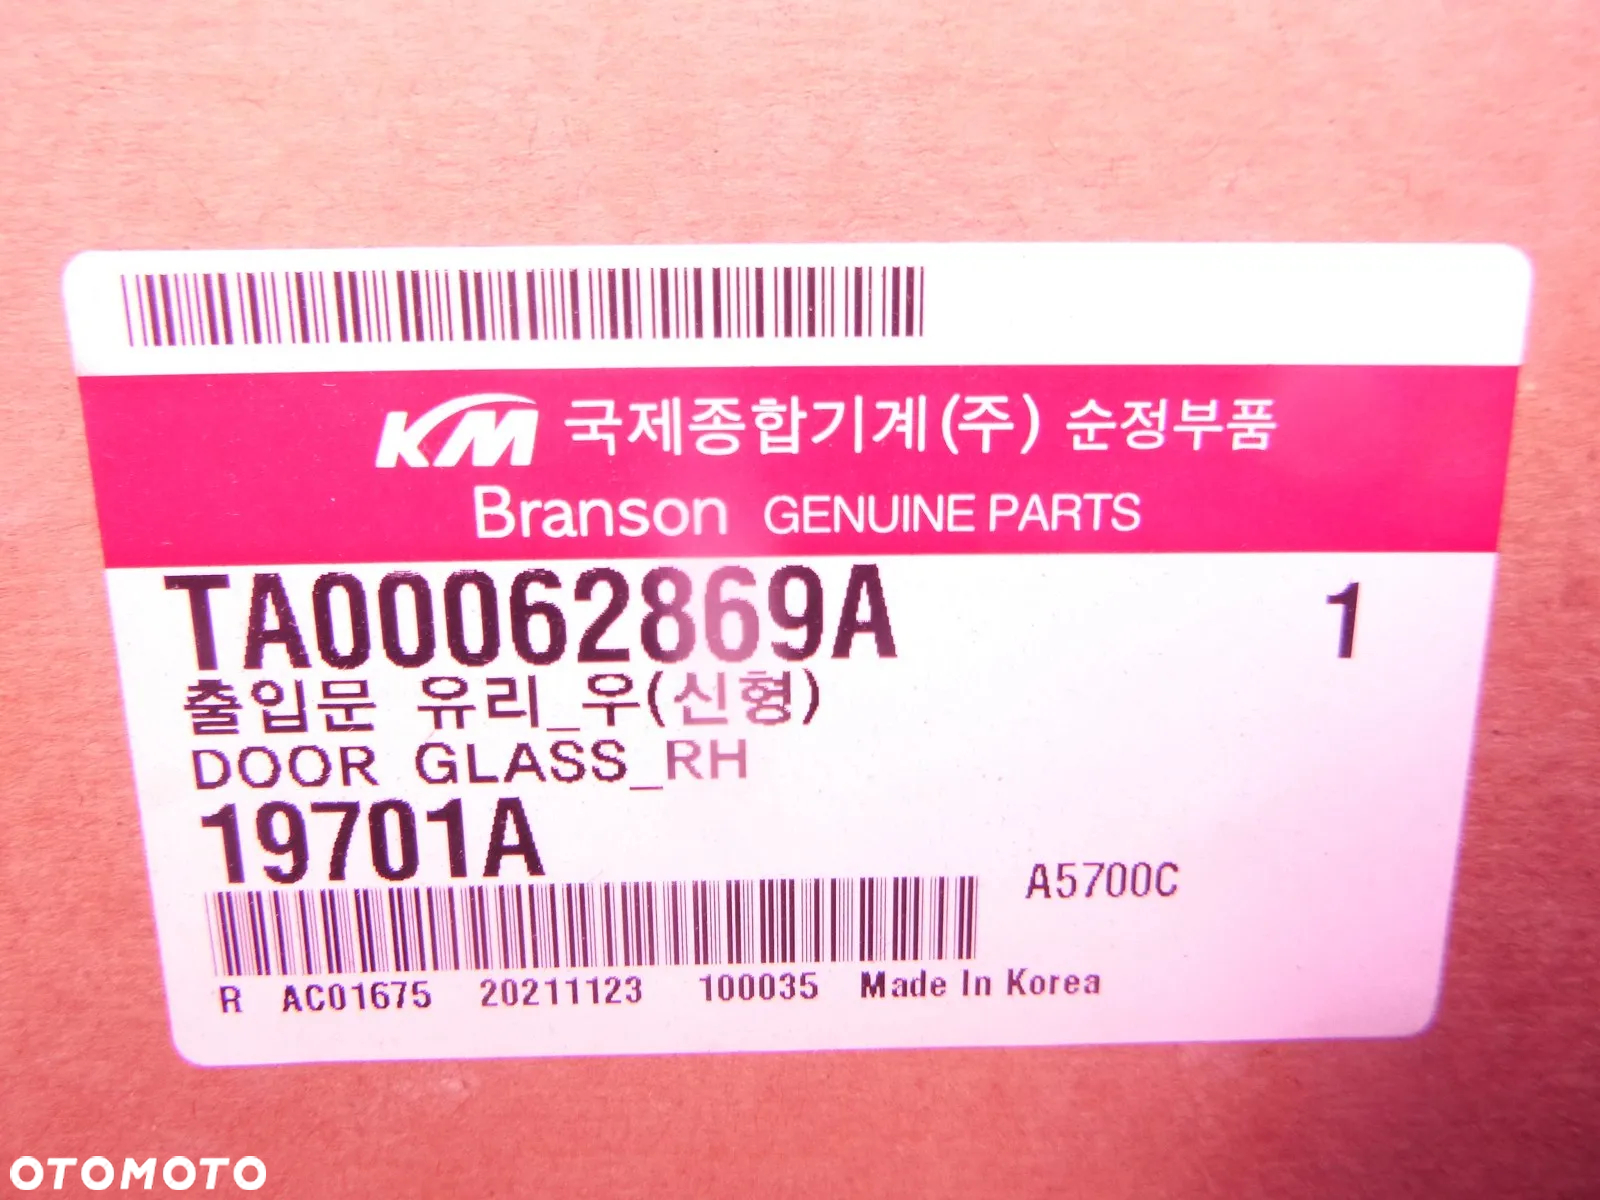 KM 국제종합기계(주) 순정부품
Branson GENUINE PARTS
TA00062869A 1
출입문 유리_우(신형)
DOOR GLASS_RH
19701A
A5700C
R AC01675 20211123 100035 Made In Korea
OTOMOTO